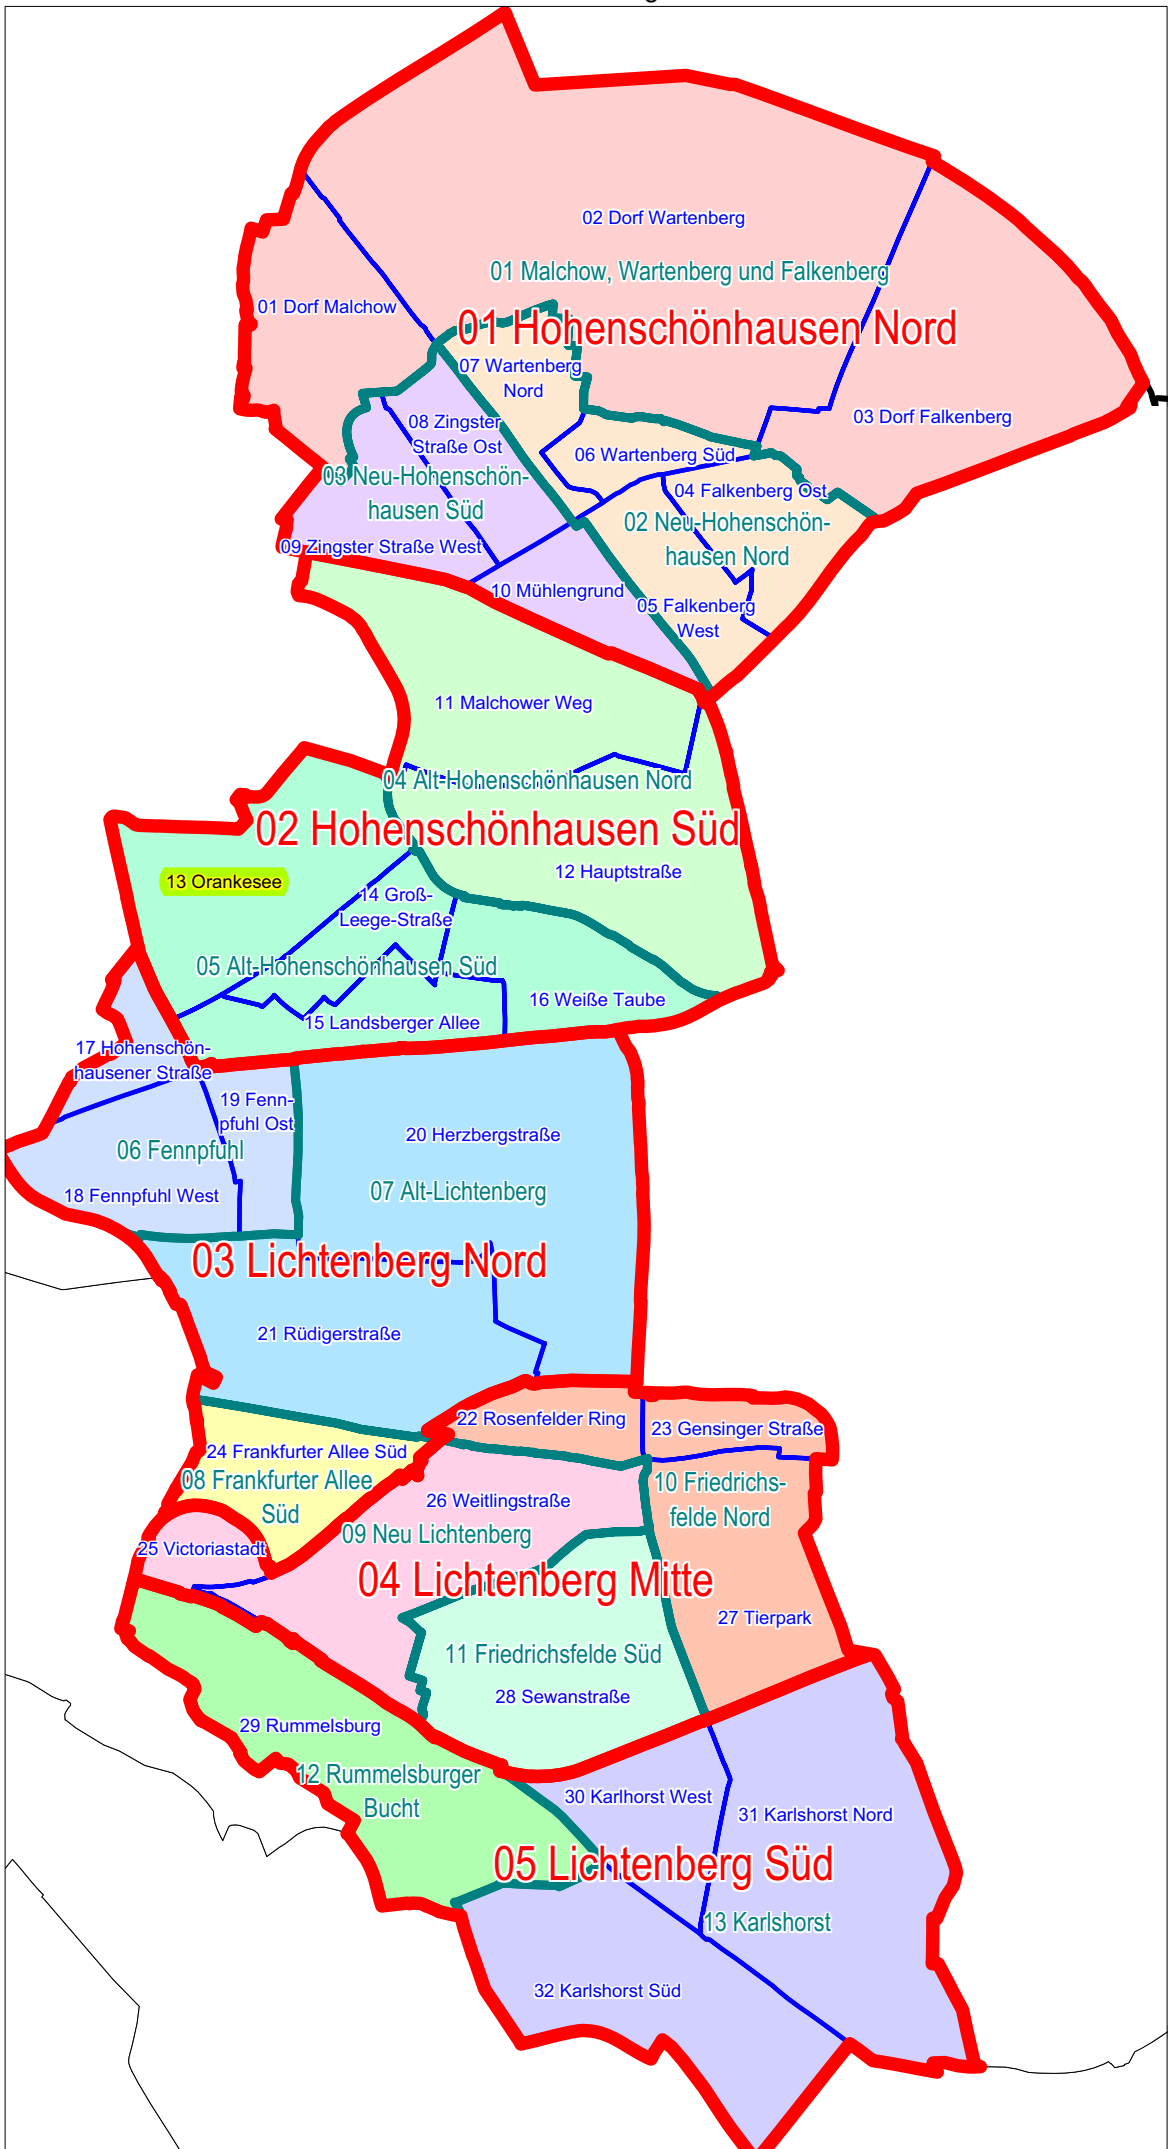 02 Dorf Wartenberg
01 Malchow, Wartenberg und Falkenberg
01 Dorf Malchow
01 Hohenschönhausen Nord
07 Wartenberg
Nord
03 Dorf Falkenberg
08 Zingster
Straße Ost
06 Wartenberg Süd
03 Neu-Hohenschön-
hausen Süd
04 Falkenberg Ost
02 Neu-Hohenschön-
hausen Nord
09 Zingster Straße West
10 Mühlengrund
05 Falkenberg
West
11 Malchower Weg
04 Alt-Hohenschönhausen Nord
02 Hohenschönhausen Süd
12 Hauptstraße
13 Orankesee
14 Groß-
Leege-Straße
05 Alt-Hohenschönhausen Süd
16 Weiße Taube
15 Landsberger Allee
17 Hohenschön-
hausener Straße
19 Fenn-
pfuhl Ost
20 Herzbergstraße
06 Fennpfuhl
07 Alt-Lichtenberg
18 Fennpfuhl West
03 Lichtenberg Nord
21 Rüdigerstraße
22 Rosenfelder Ring
23 Gensinger Straße
24 Frankfurter Allee Süd
08 Frankfurter Allee
Süd
10 Friedrichs-
felde Nord
26 Weitlingstraße
09 Neu Lichtenberg
25 Victoriastadt
04 Lichtenberg Mitte
27 Tierpark
11 Friedrichsfelde Süd
28 Sewanstraße
29 Rummelsburg
12 Rummelsburger
Bucht
30 Karlhorst West
31 Karlshorst Nord
05 Lichtenberg Süd
13 Karlshorst
32 Karlshorst Süd